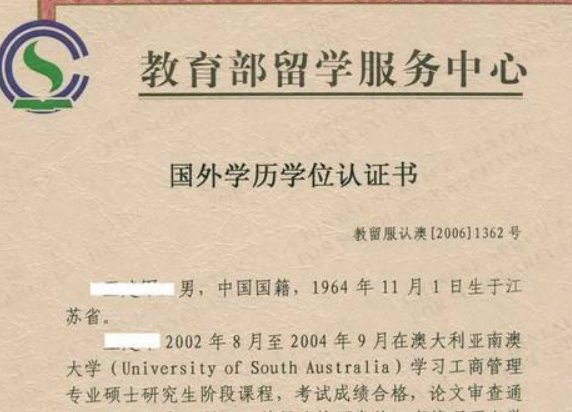 教育部留学服务中心
国外学历学位认证书
教留服认澳[2006]1362 号
男，中国国籍，1964 年 11 月 1 日生于江
苏省。
2002 年 8 月至 2004 年 9 月在澳大利亚南澳
大学（University of South Australia）学习工商管理
专业硕士研究生阶段课程，考试成绩合格，论文审查通